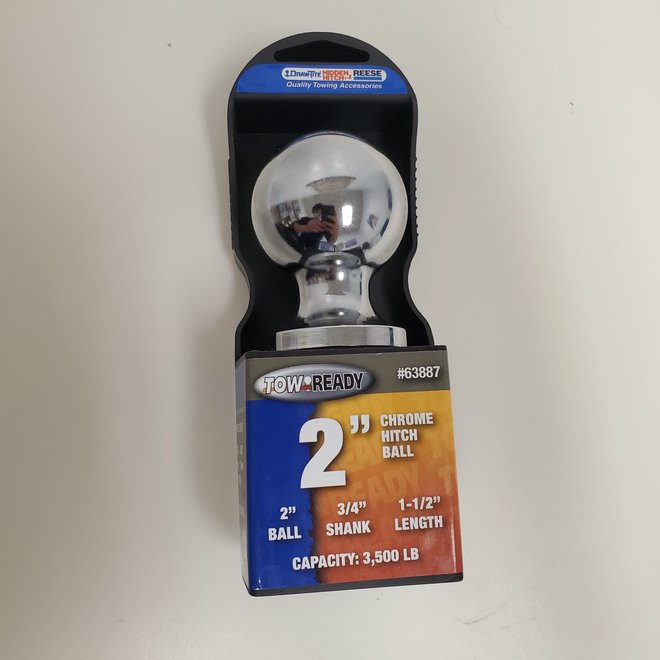 DRAW-TITE HIDDEN HITCH REESE
Quality Towing Accessories
TOW READY
#63887
2” CHROME
HITCH
BALL
2” BALL
3/4” SHANK
1-1/2” LENGTH
CAPACITY: 3,500 LB